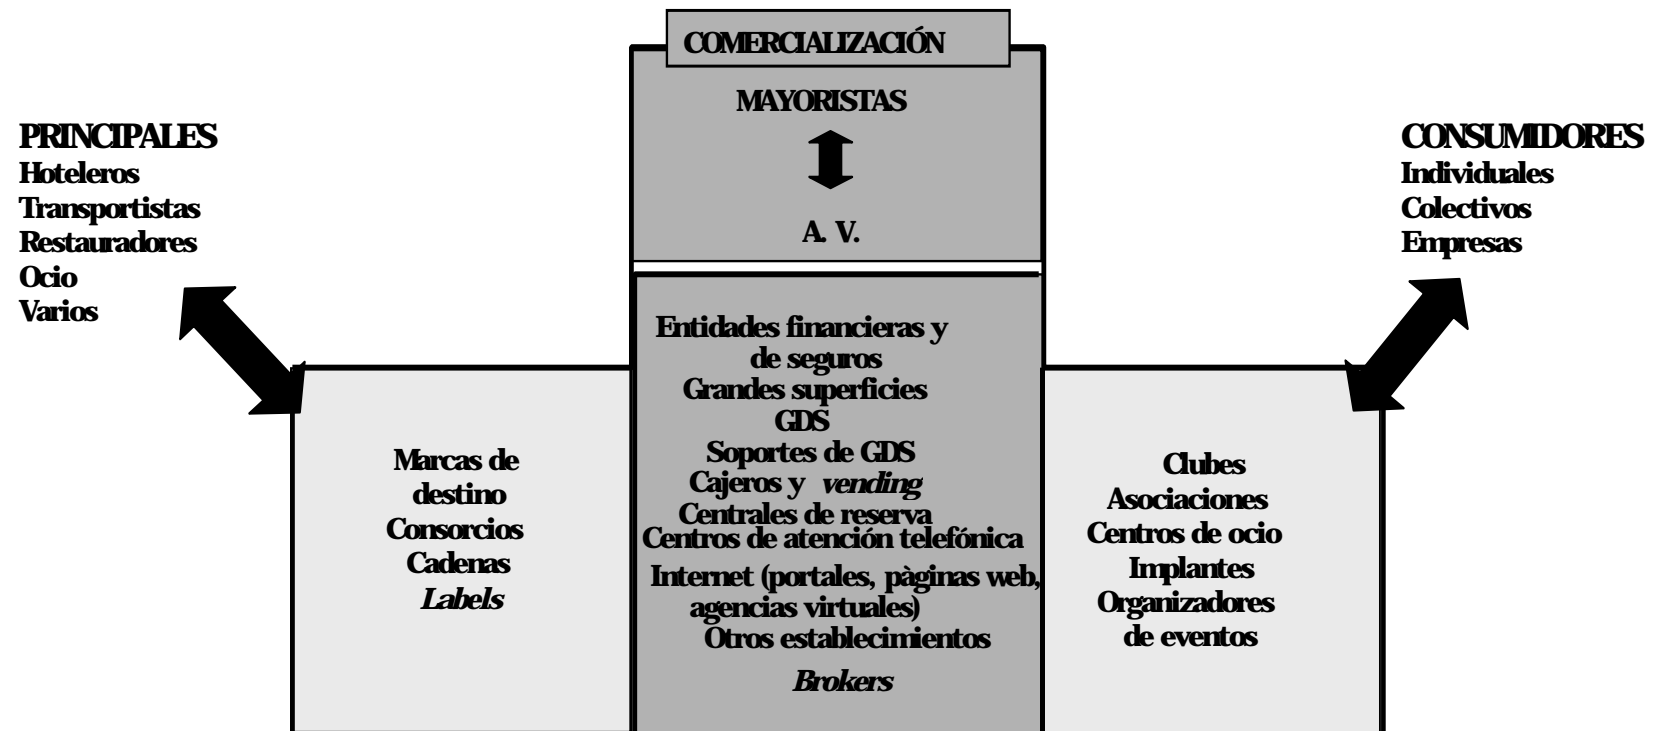 COMERCIALIZACIÓN
MAYORISTAS
A. V.
PRINCIPALES
Hoteleros
Transportistas
Restauradores
Ocio
Varios
CONSUMIDORES
Individuales
Colectivos
Empresas
Marcas de
destino
Consorcios
Cadenas
Labels
Entidades financieras y
de seguros
Grandes superficies
GDS
Soportes de GDS
Cajeros y vending
Centrales de reserva
Centros de atención telefónica
Internet (portales, pàginas web,
agencias virtuales)
Otros establecimientos
Brokers
Clubes
Asociaciones
Centros de ocio
Implantes
Organizadores
de eventos